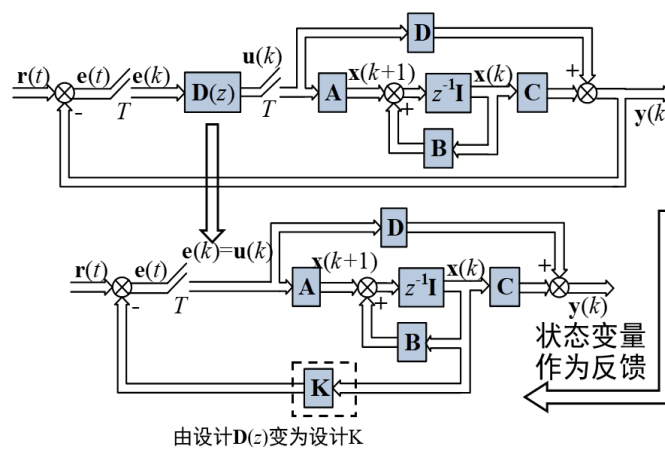 D
r(t)
e(t)
e(k)
D(z)
u(k)
A
x(k+1)
z⁻¹I
x(k)
C
+
-
T
T
+
y(k
B
D
e(k)=u(k)
r(t)
e(t)
A
x(k+1)
z⁻¹I
x(k)
C
+
-
T
+
y(k)
B
状态变量
作为反馈
K
由设计D(z)变为设计K